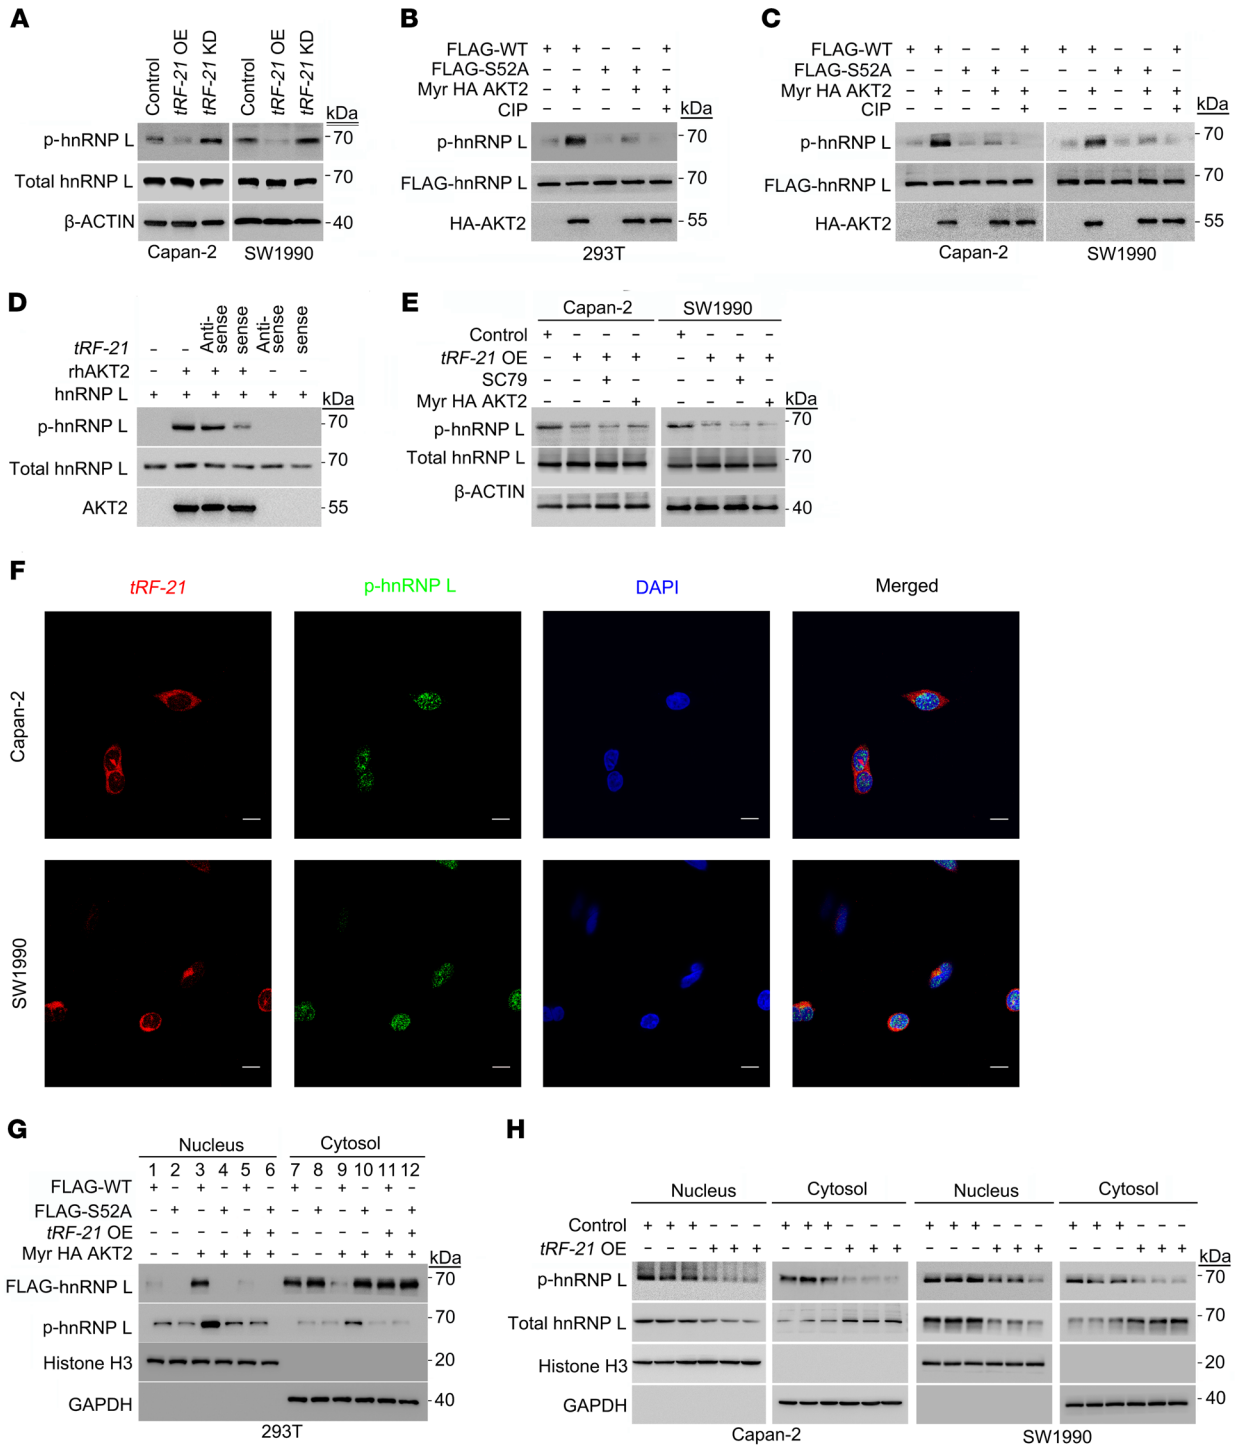 A
Control
tRF-21 OE
tRF-21 KD
Control
tRF-21 OE
tRF-21 KD
kDa
p-hnRNP L
70
Total hnRNP L
70
β-ACTIN
40
Capan-2
SW1990
B
FLAG-WT + + - - +
FLAG-S52A - - + + -
Myr HA AKT2 - + - + +
CIP - - - - +
kDa
p-hnRNP L
70
FLAG-hnRNP L
70
HA-AKT2
55
293T
C
FLAG-WT + + - - + + + - - +
FLAG-S52A - - + + - - - + + -
Myr HA AKT2 - + - + + - + - + +
CIP - - - - + - - - - +
kDa
p-hnRNP L
70
FLAG-hnRNP L
70
HA-AKT2
55
Capan-2
SW1990
D
tRF-21 - - Anti-sense sense Anti-sense sense
rhAKT2 - + + + - -
hnRNP L + + + + + +
kDa
p-hnRNP L
70
Total hnRNP L
70
AKT2
55
E
Capan-2
SW1990
Control + - - - + - - -
tRF-21 OE - + + + - + + +
SC79 - - + - - - + -
Myr HA AKT2 - - - + - - - +
kDa
p-hnRNP L
70
Total hnRNP L
70
β-ACTIN
40
F
tRF-21
p-hnRNP L
DAPI
Merged
Capan-2
SW1990
G
Nucleus
Cytosol
1 2 3 4 5 6 7 8 9 10 11 12
FLAG-WT + - + - + - + - + - + -
FLAG-S52A - + - + - + - + - + - +
tRF-21 OE - - - - + + - - - - + +
Myr HA AKT2 - - + + + + - - + + + +
kDa
FLAG-hnRNP L
70
p-hnRNP L
70
Histone H3
20
GAPDH
40
293T
H
Nucleus
Cytosol
Nucleus
Cytosol
Control + + + - - - + + + - - - + + + - - - + + + - - -
tRF-21 OE - - - + + + - - - + + + - - - + + + - - - + + +
kDa
p-hnRNP L
70
Total hnRNP L
70
Histone H3
20
GAPDH
40
Capan-2
SW1990